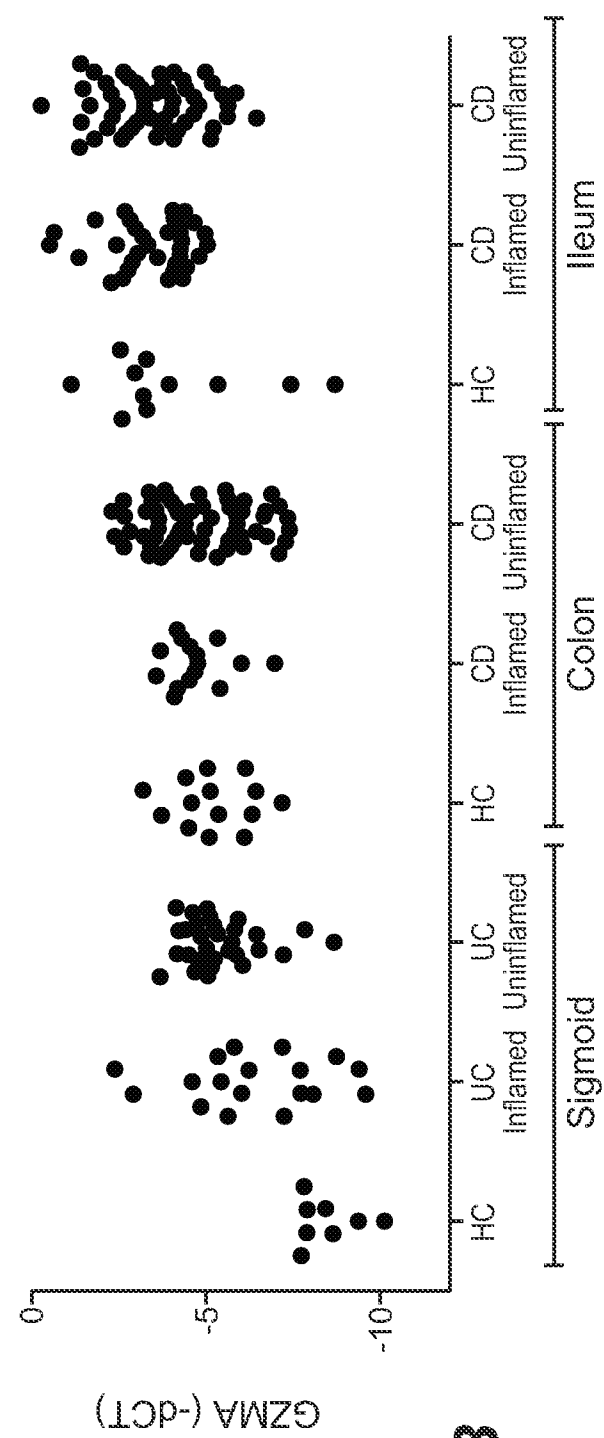 GZMA (-dCT)
0
-5
-10
HC
UC
Inflamed
UC
Uninflamed
HC
CD
Inflamed
CD
Uninflamed
HC
CD
Inflamed
CD
Uninflamed
Sigmoid
Colon
Ileum